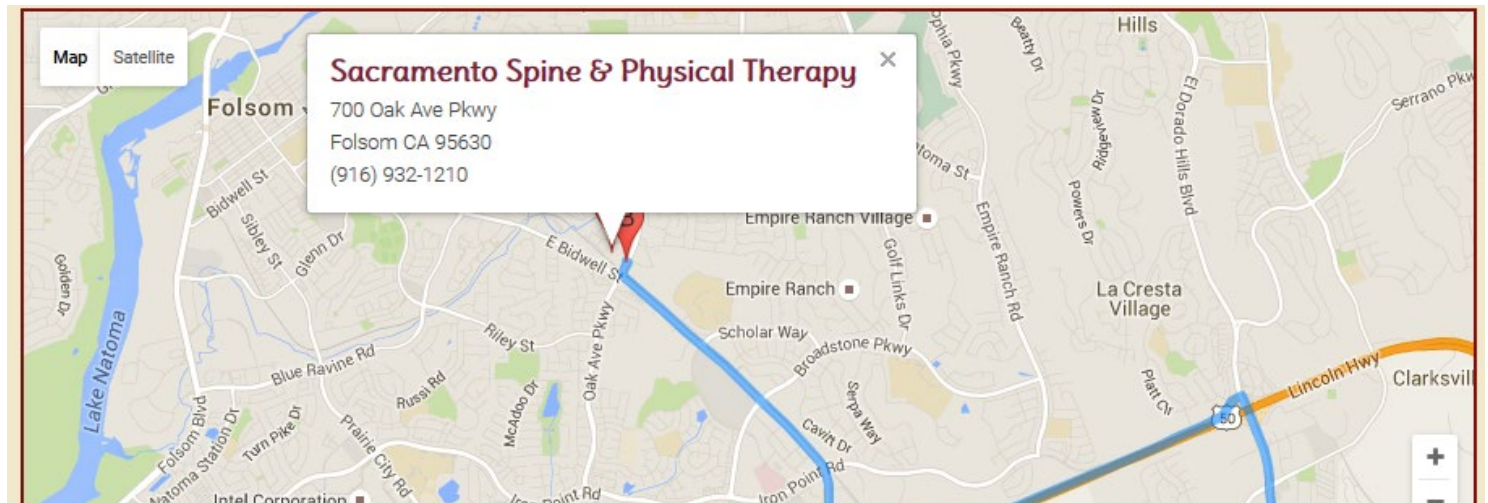 Map
Satellite
Sacramento Spine & Physical Therapy
700 Oak Ave Pkwy
Folsom CA 95630
(916) 932-1210
Hills
Beatty Dr
Pkwy
Serrano Pkw
El Dorado Hills Blvd
Ridgeview Dr
Powers Dr
Folsom
Bidwell St
Sibley St
Glenn Dr
Golden Dr
E Bidwell St
Empire Ranch Village
Empire Ranch
Empire Ranch Rd
Golf Links Dr
La Cresta
Village
Lake Natoma
Riley St
Oak Ave Pkwy
Scholar Way
Broadstone Pkwy
Blue Ravine Rd
Russi Rd
McAdoo Dr
Serpa Way
Platt Cir
Lincoln Hwy
Clarksvill
50
Folsom Blvd
Natoma Station Dr
Turn Pike Dr
Prairie City Rd
Cavitt Dr
Iron Point Rd
Iron Point Rd
Intel Corporation
+